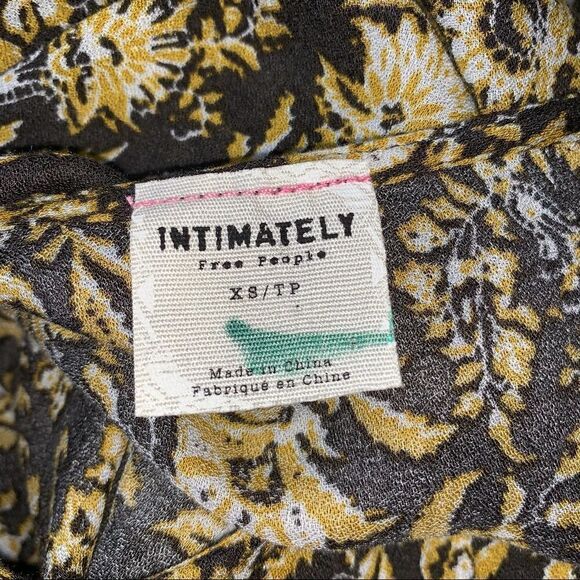 INTIMATELY
Free People
XS/TP
Made in China
Fabriqué en Chine